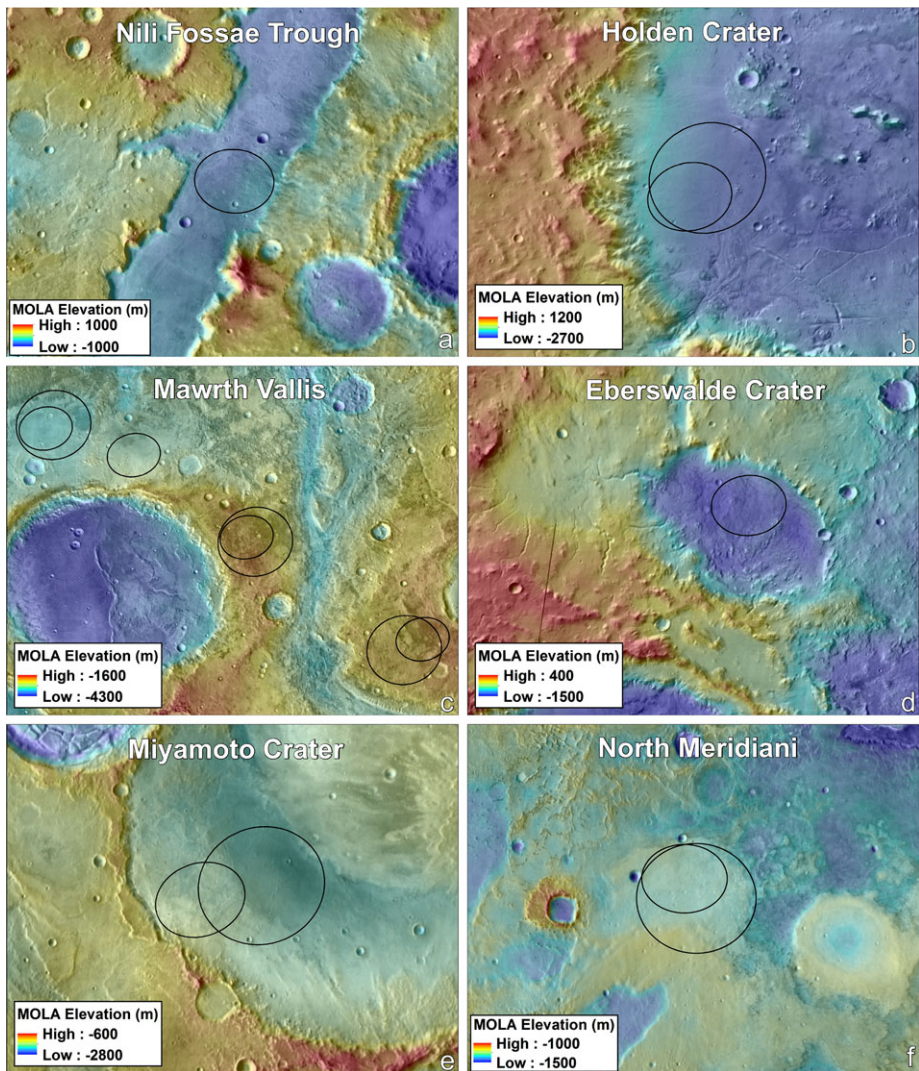 Nili Fossae Trough
MOLA Elevation (m)
High : 1000
Low : -1000
a
Holden Crater
MOLA Elevation (m)
High : 1200
Low : -2700
b
Mawrth Vallis
MOLA Elevation (m)
High : -1600
Low : -4300
c
Eberswalde Crater
MOLA Elevation (m)
High : 400
Low : -1500
d
Miyamoto Crater
MOLA Elevation (m)
High : -600
Low : -2800
e
North Meridiani
MOLA Elevation (m)
High : -1000
Low : -1500
f